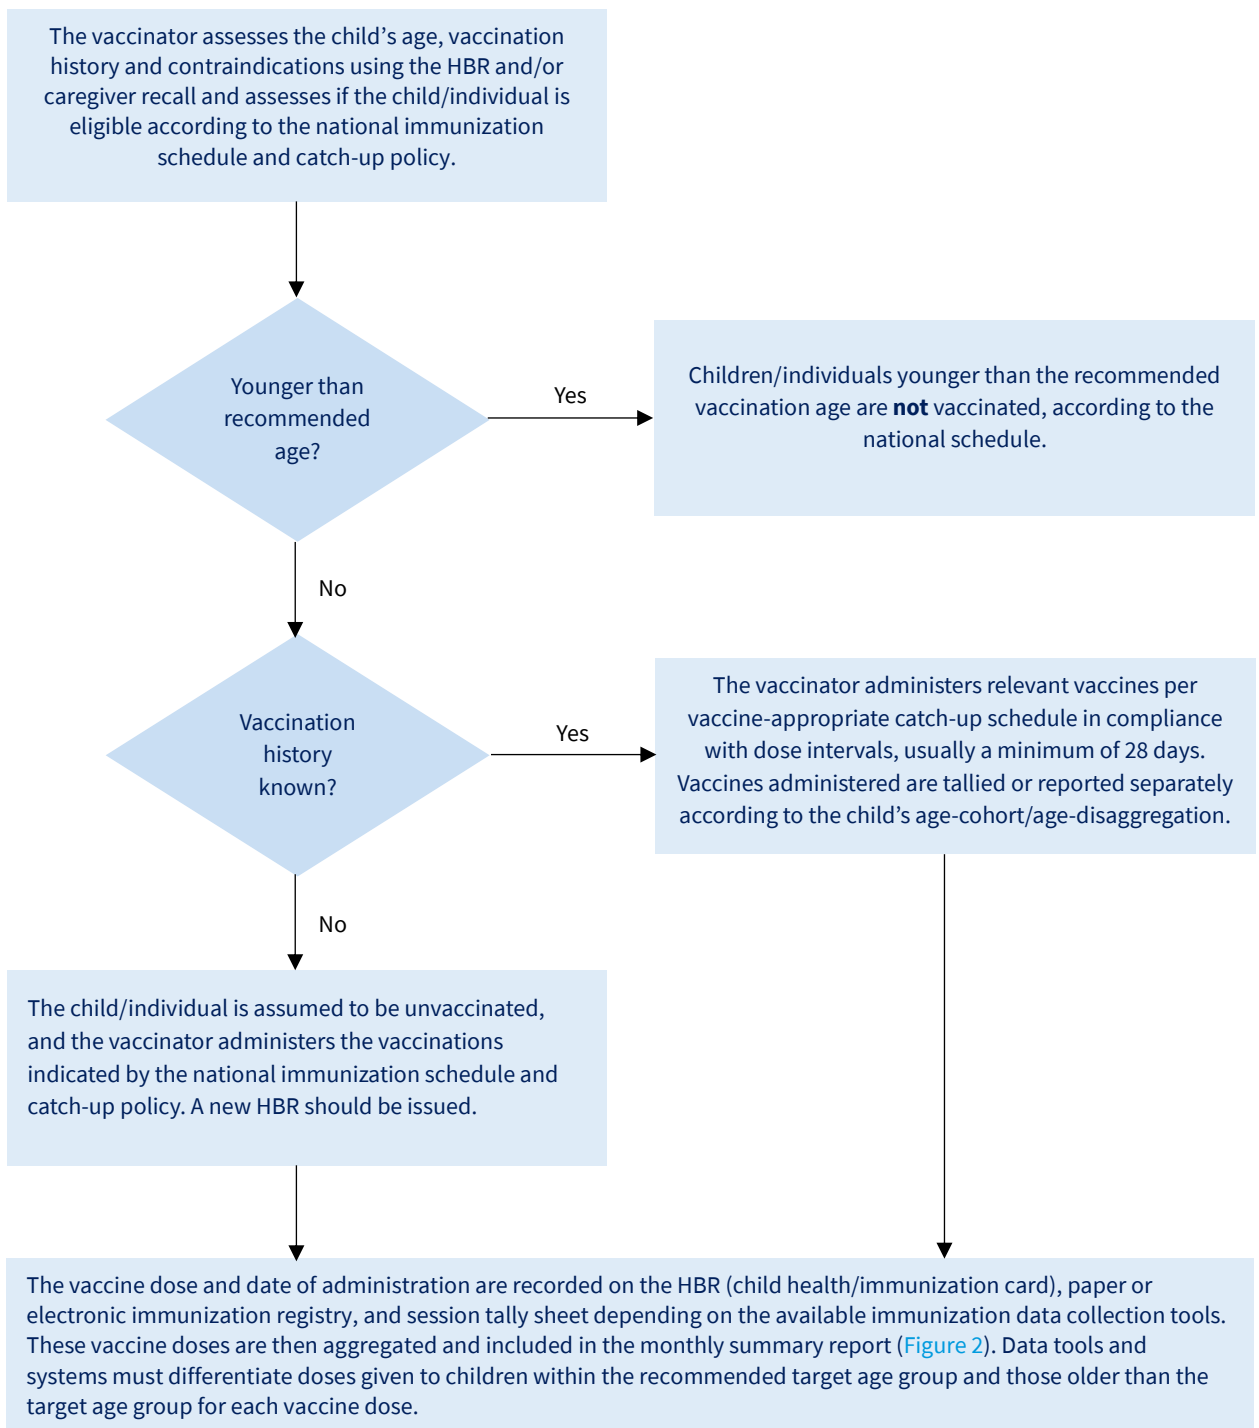 The vaccinator assesses the child’s age, vaccination
history and contraindications using the HBR and/or
caregiver recall and assesses if the child/individual is
eligible according to the national immunization
schedule and catch-up policy.
Younger than
recommended
age?
Yes
Children/individuals younger than the recommended
vaccination age are not vaccinated, according to the
national schedule.
No
Vaccination
history
known?
Yes
The vaccinator administers relevant vaccines per
vaccine-appropriate catch-up schedule in compliance
with dose intervals, usually a minimum of 28 days.
Vaccines administered are tallied or reported separately
according to the child’s age-cohort/age-disaggregation.
No
The child/individual is assumed to be unvaccinated,
and the vaccinator administers the vaccinations
indicated by the national immunization schedule and
catch-up policy. A new HBR should be issued.
The vaccine dose and date of administration are recorded on the HBR (child health/immunization card), paper or
electronic immunization registry, and session tally sheet depending on the available immunization data collection tools.
These vaccine doses are then aggregated and included in the monthly summary report (Figure 2). Data tools and
systems must differentiate doses given to children within the recommended target age group and those older than the
target age group for each vaccine dose.